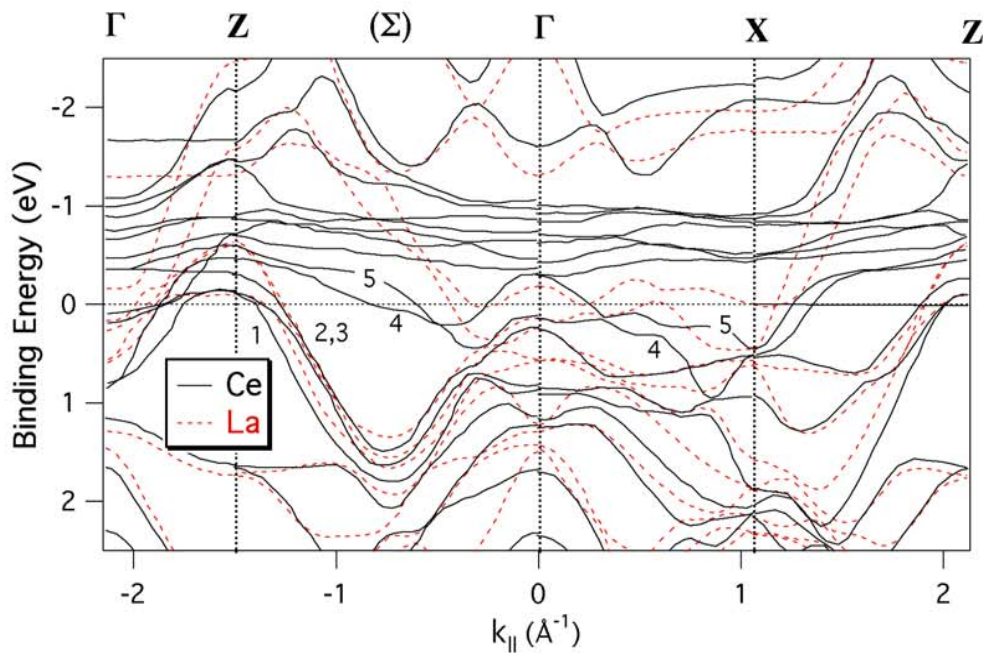 Γ Z (Σ) Γ X Z
-2
-1
0
1
2
Binding Energy (eV)
5
4
1
2,3
5
4
Ce
La
-2 -1 0 1 2
k|| (Å⁻¹)